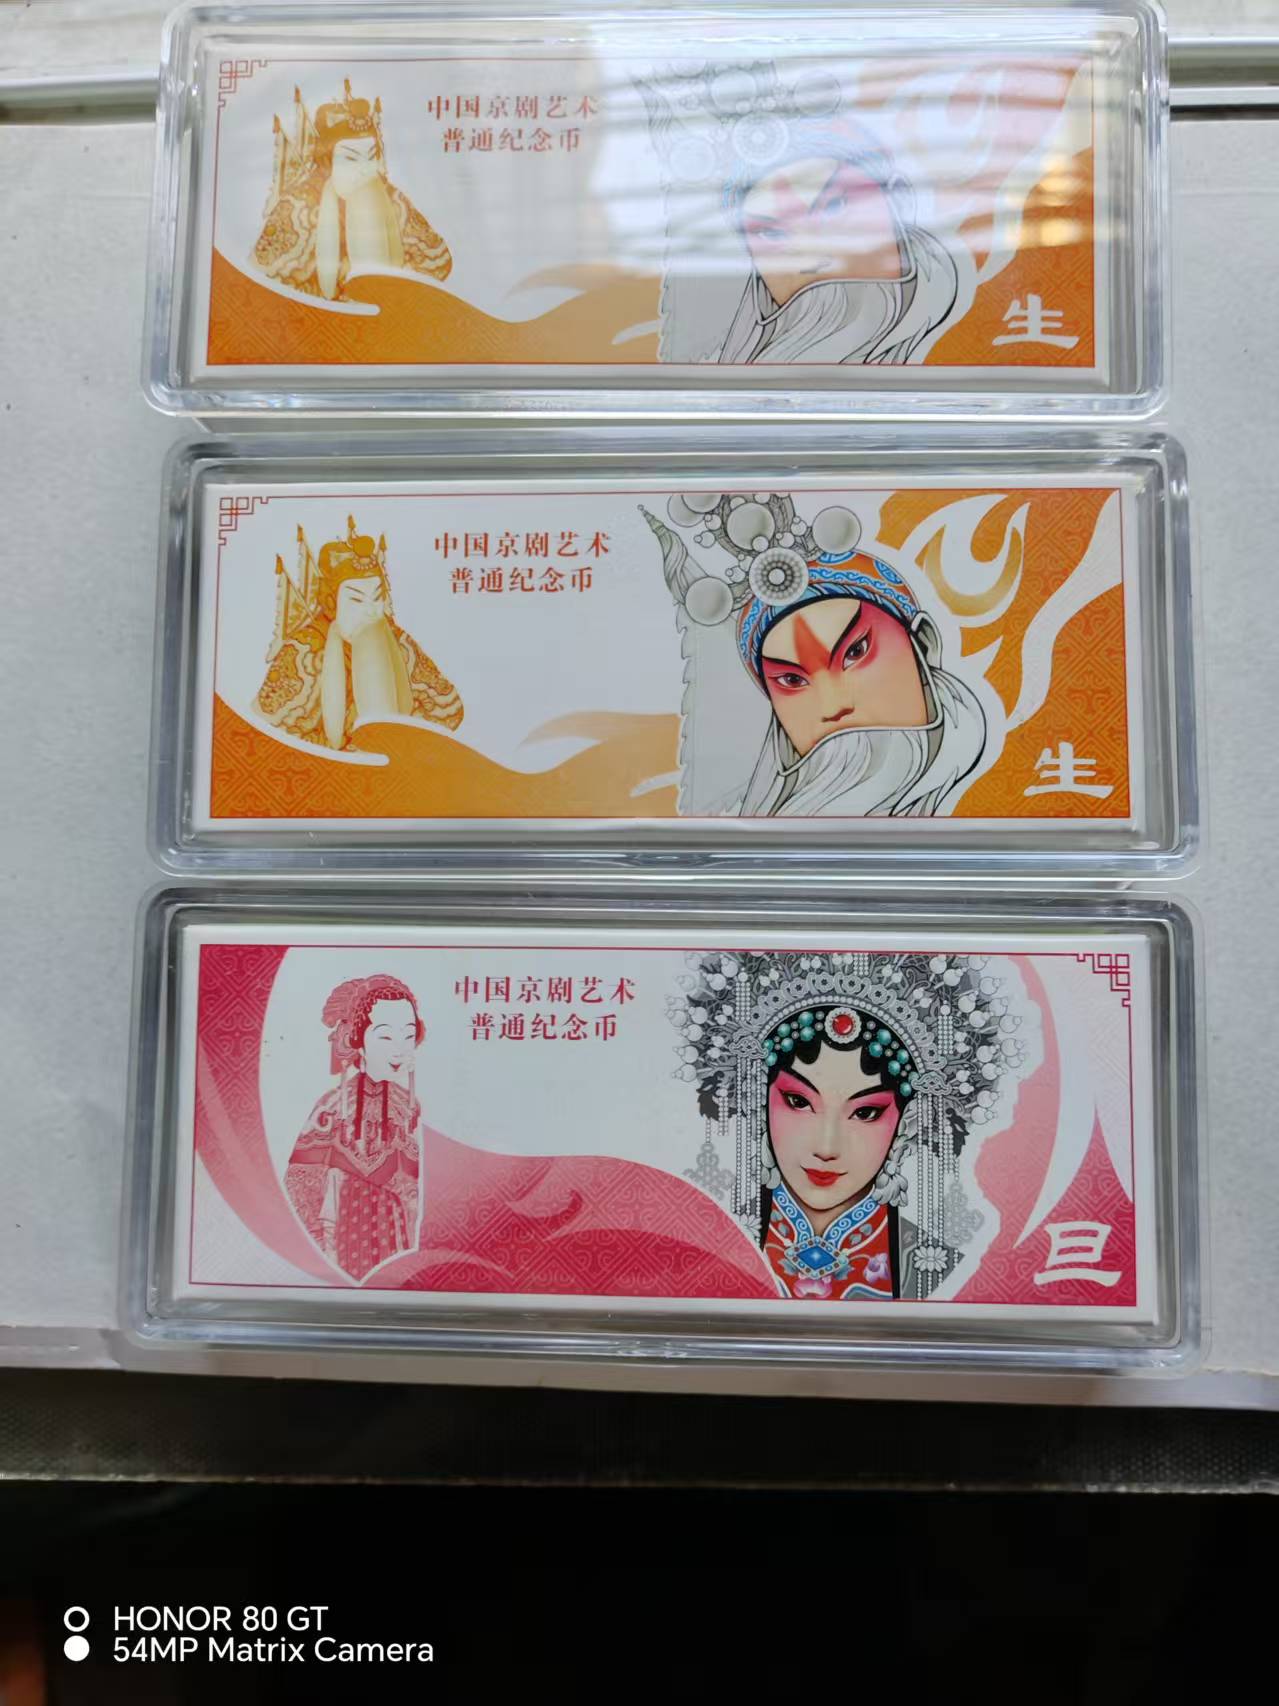 中国京剧艺术
普通纪念币
生
中国京剧艺术
普通纪念币
生
中国京剧艺术
普通纪念币
旦
HONOR 80 GT
54MP Matrix Camera